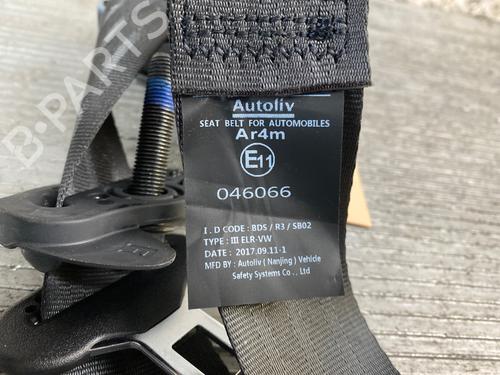 Autoliv
SEAT BELT FOR AUTOMOBILES
Ar4m
E11
046066
I . D CODE : BDS / R3 / SB02
TYPE : III ELR-VW
DATE : 2017.09.11-1
MFD BY : Autoliv ( Nanjing ) Vehicle
Safety Systems Co . . Ltd
B-PARTS